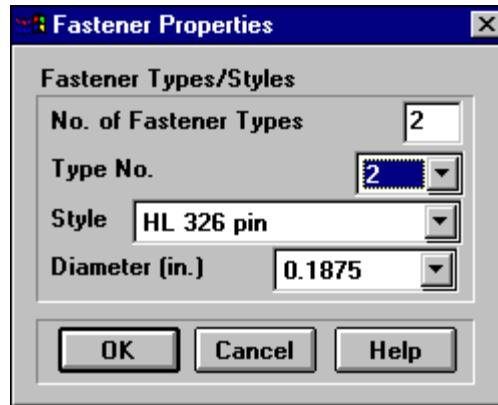 Fastener Properties
Fastener Types/Styles
No. of Fastener Types 2
Type No. 2
Style HL 326 pin
Diameter (in.) 0.1875
OK Cancel Help